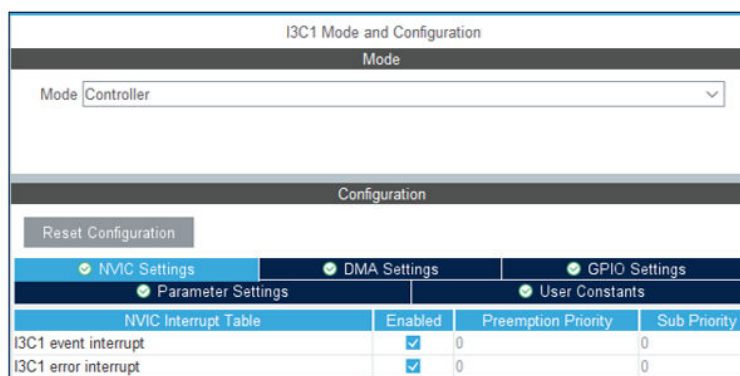 I3C1 Mode and Configuration
Mode
Mode Controller
Configuration
Reset Configuration
NVIC Settings DMA Settings GPIO Settings
Parameter Settings User Constants
NVIC Interrupt Table Enabled Preemption Priority Sub Priority
I3C1 event interrupt 0 0
I3C1 error interrupt 0 0